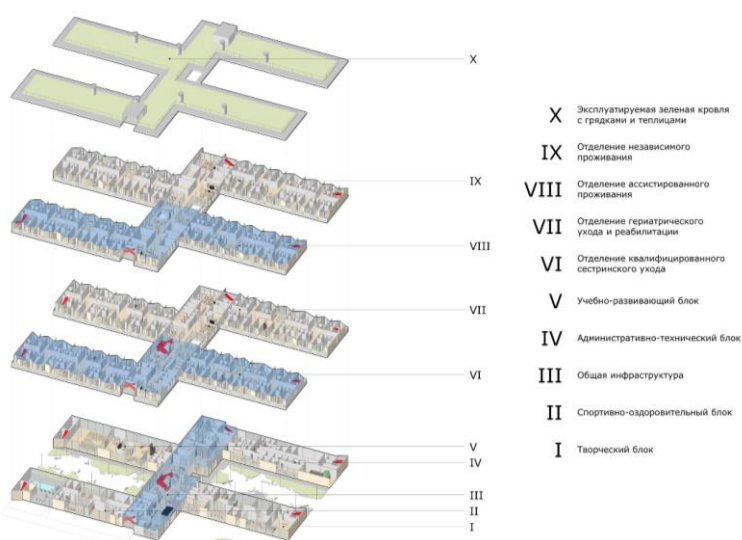 X
IX
VIII
VII
VI
V
IV
III
II
I
X Эксплуатируемая зеленая кровля
с грядками и теплицами
IX Отделение независимого
проживания
VIII Отделение ассистированного
проживания
VII Отделение гериатрического
ухода и реабилитации
VI Отделение квалифицированного
сестринского ухода
V Учебно-развивающий блок
IV Административно-технический блок
III Общая инфраструктура
II Спортивно-оздоровительный блок
I Творческий блок